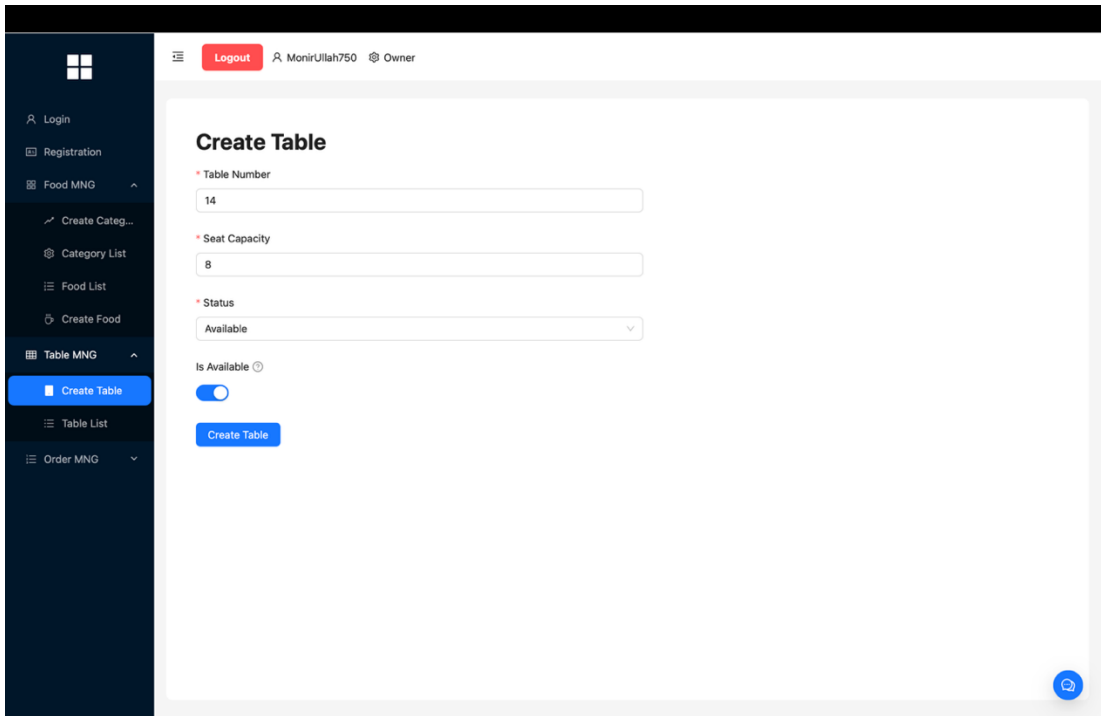 Logout MonirUllah750 Owner
Login
Registration
Food MNG
Create Categ...
Category List
Food List
Create Food
Table MNG
Create Table
Table List
Order MNG
Create Table
* Table Number
14
* Seat Capacity
8
* Status
Available
Is Available
Create Table